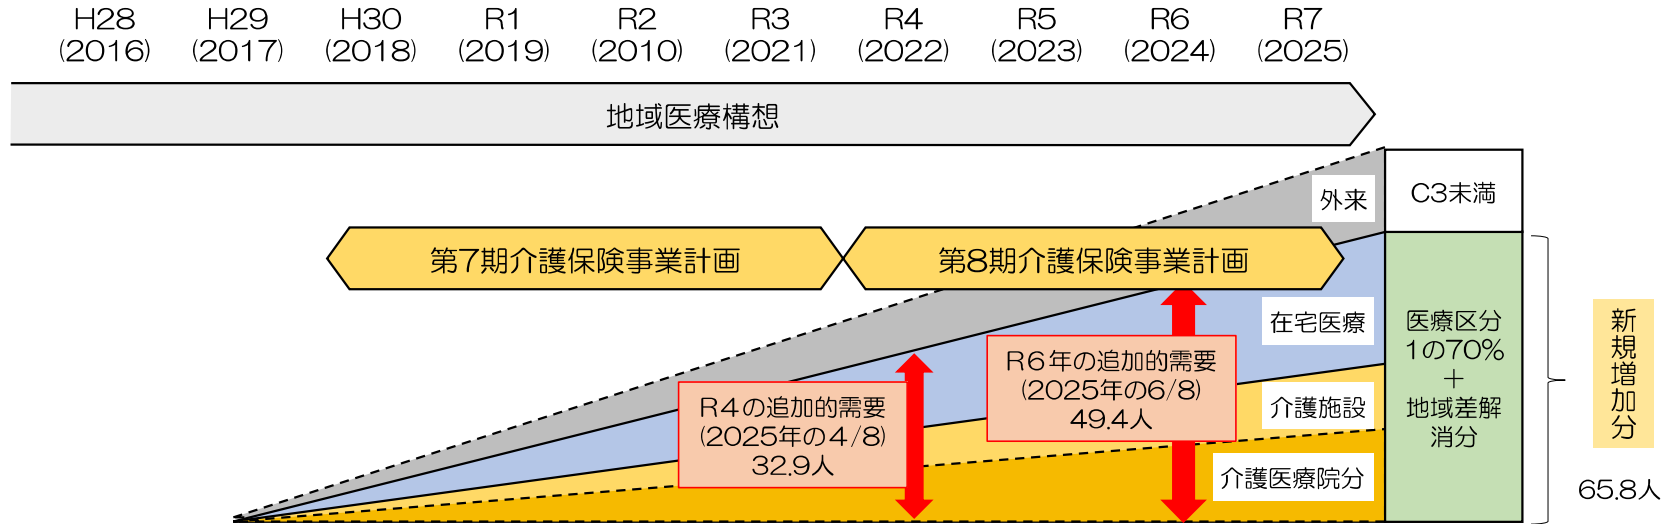 H28 H29 H30 R1 R2 R3 R4 R5 R6 R7
(2016) (2017) (2018) (2019) (2010) (2021) (2022) (2023) (2024) (2025)
地域医療構想
外来
C3未満
第7期介護保険事業計画
第8期介護保険事業計画
在宅医療
医療区分
1の70%
+
地域差解
消分
新規増加分
65.8人
R6年の追加的需要
(2025年の6/8)
49.4人
R4の追加的需要
(2025年の4/8)
32.9人
介護施設
介護医療院分